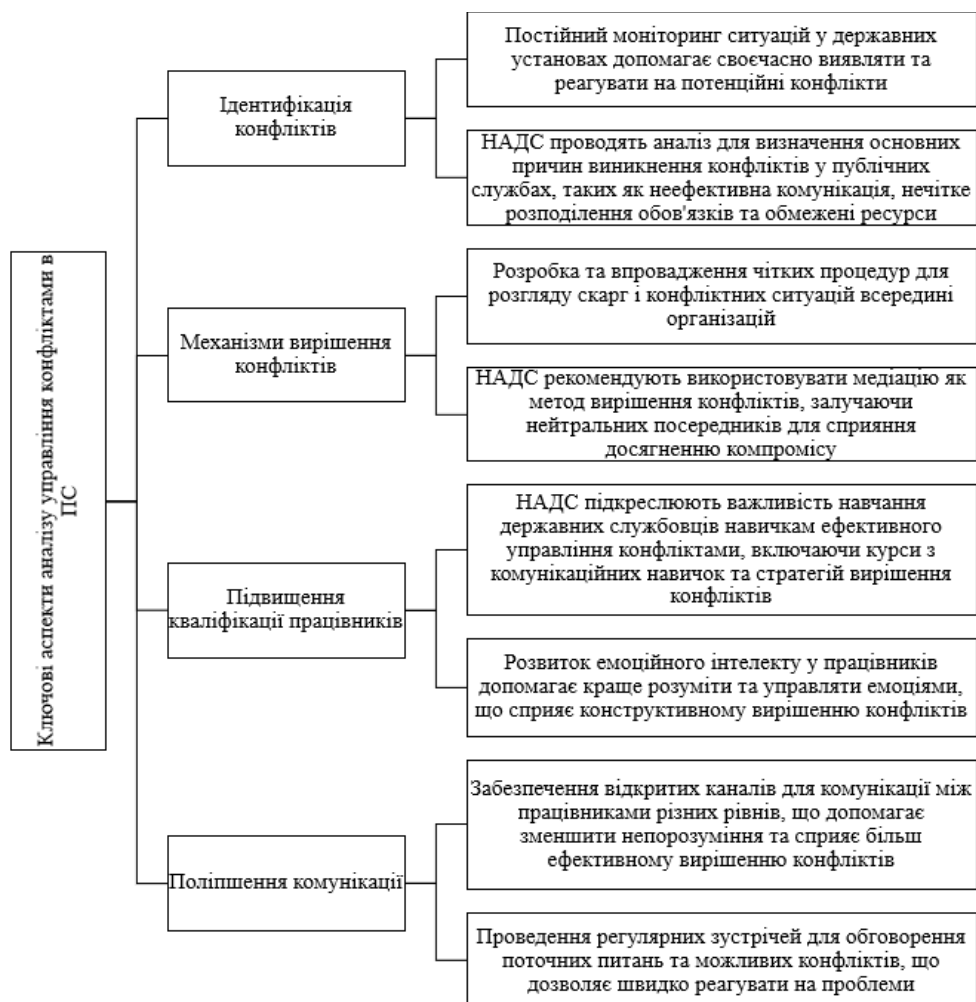 Ключові аспекти аналізу управління конфліктами в
ПС
Ідентифікація
конфліктів
Постійний моніторинг ситуацій у державних
установах допомагає своєчасно виявляти та
реагувати на потенційні конфлікти
НАДС проводять аналіз для визначення основних
причин виникнення конфліктів у публічних
службах, таких як неефективна комунікація, нечітке
розподілення обов'язків та обмежені ресурси
Механізми вирішення
конфліктів
Розробка та впровадження чітких процедур для
розгляду скарг і конфліктних ситуацій всередині
організацій
НАДС рекомендують використовувати медіацію як
метод вирішення конфліктів, залучаючи
нейтральних посередників для сприяння
досягненню компромісу
Підвищення
кваліфікації працівників
НАДС підкреслюють важливість навчання
державних службовців навичкам ефективного
управління конфліктами, включаючи курси з
комунікаційних навичок та стратегій вирішення
конфліктів
Розвиток емоційного інтелекту у працівників
допомагає краще розуміти та управляти емоціями,
що сприяє конструктивному вирішенню конфліктів
Поліпшення комунікації
Забезпечення відкритих каналів для комунікації між
працівниками різних рівнів, що допомагає
зменшити непорозуміння та сприяє більш
ефективному вирішенню конфліктів
Проведення регулярних зустрічей для обговорення
поточних питань та можливих конфліктів, що
дозволяє швидко реагувати на проблеми